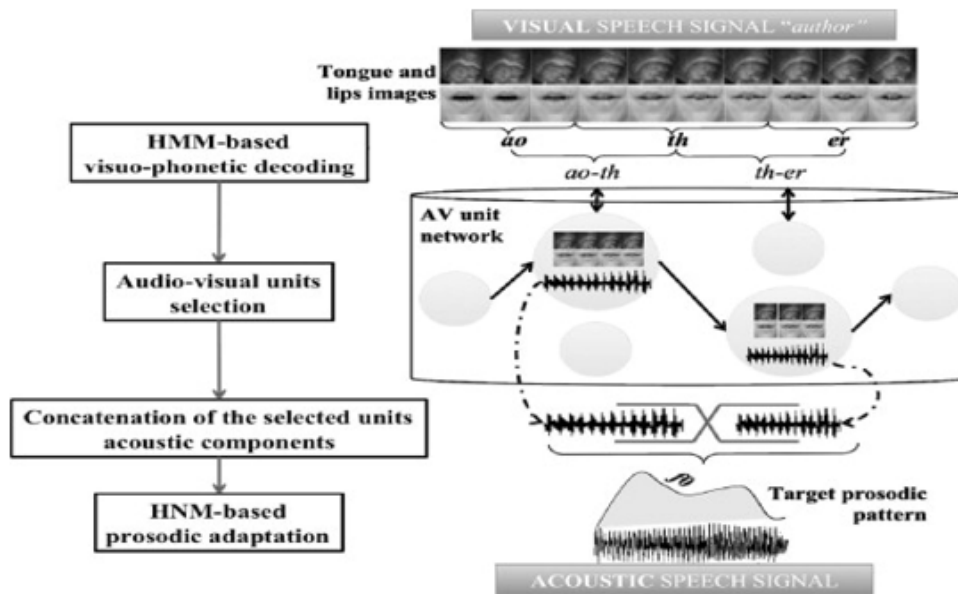 VISUAL SPEECH SIGNAL "author"
Tongue and
lips images
ao th er
ao-th th-er
HMM-based
visuo-phonetic decoding
AV unit
network
Audio-visual units
selection
Concatenation of the selected units
acoustic components
f0
HNM-based
prosodic adaptation
Target prosodic
pattern
ACOUSTIC SPEECH SIGNAL